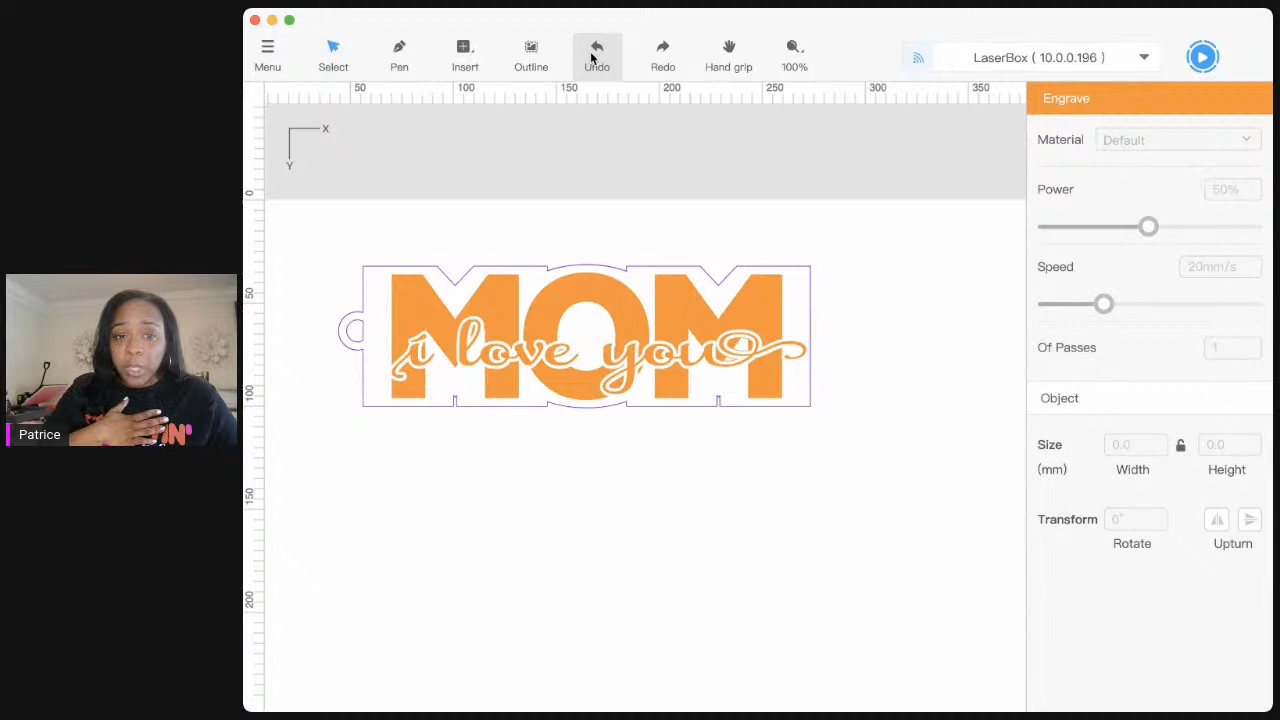 Menu Select Pen Insert Outline Undo Redo Hand grip 100%
LaserBox ( 10.0.0.196 )
50 100 150 200 250 300 350
X
Y
0
50
100
150
200
MOM
i love you
Engrave
Material Default
Power 50%
Speed 20mm/s
Of Passes 1
Object
Size 0.0 0.0
(mm) Width Height
Transform 0°
Rotate Upturn
Patrice